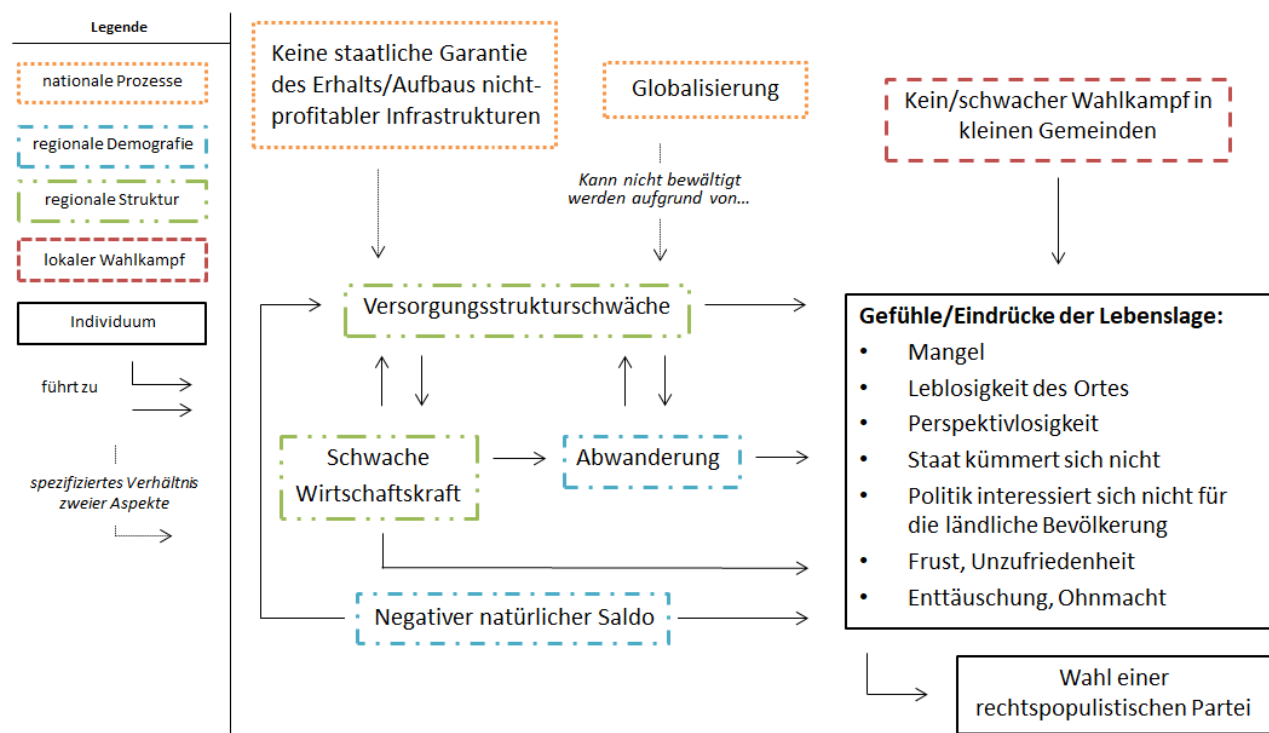 Legende
nationale Prozesse
regionale Demografie
regionale Struktur
lokaler Wahlkampf
Individuum
führt zu
spezifiziertes Verhältnis
zweier Aspekte
Keine staatliche Garantie
des Erhalts/Aufbaus nicht-
profitabler Infrastrukturen
Globalisierung
Kein/schwacher Wahlkampf in
kleinen Gemeinden
Kann nicht bewältigt
werden aufgrund von...
Versorgungsstrukturschwäche
Schwache
Wirtschaftskraft
Abwanderung
Negativer natürlicher Saldo
Gefühle/Eindrücke der Lebenslage:
• Mangel
• Leblosigkeit des Ortes
• Perspektivlosigkeit
• Staat kümmert sich nicht
• Politik interessiert sich nicht für
die ländliche Bevölkerung
• Frust, Unzufriedenheit
• Enttäuschung, Ohnmacht
Wahl einer
rechtspopulistischen Partei